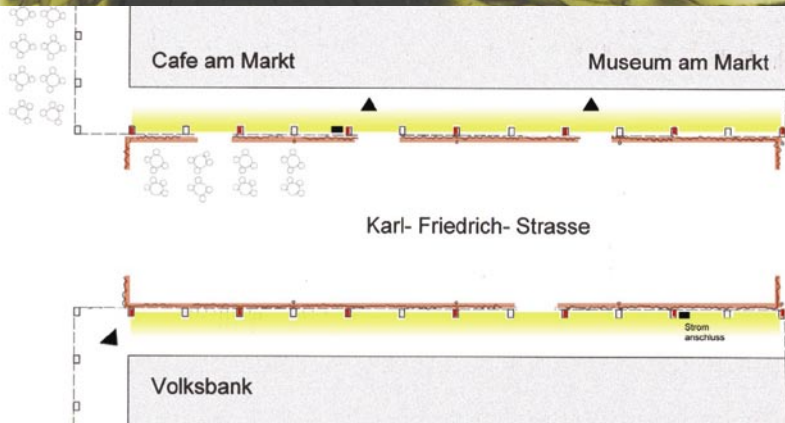 Cafe am Markt
Museum am Markt
Karl- Friedrich- Strasse
Strom
anschluss
Volksbank